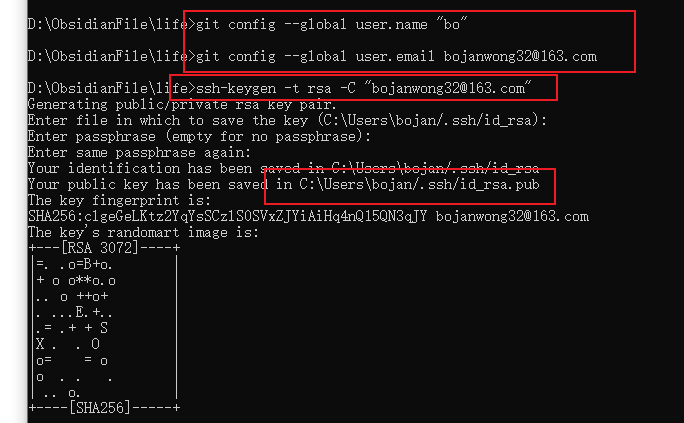 D:\ObsidianFile\life>git config --global user.name "bo"
D:\ObsidianFile\life>git config --global user.email bojanwong32@163.com
D:\ObsidianFile\life>ssh-keygen -t rsa -C "bojanwong32@163.com"
Generating public/private rsa key pair.
Enter file in which to save the key (C:\Users\bojan/.ssh/id_rsa):
Enter passphrase (empty for no passphrase):
Enter same passphrase again:
Your identification has been saved in C:\Users\bojan/.ssh/id_rsa
Your public key has been saved in C:\Users\bojan/.ssh/id_rsa.pub
The key fingerprint is:
SHA256:c1geGeLKtz2YqYsSCz1S0SVxZJYiAiHq4nQ15QN3qJY bojanwong32@163.com
The key's randomart image is:
+---[RSA 3072]----+
|=. .o=B+o.       |
|+ o o**o.o       |
|.. o ++o+        |
|. ...E.+..       |
|.= .+ + S        |
|X .  . O         |
|o=    = o        |
|o . .   .        |
| .. o.           |
+----[SHA256]-----+